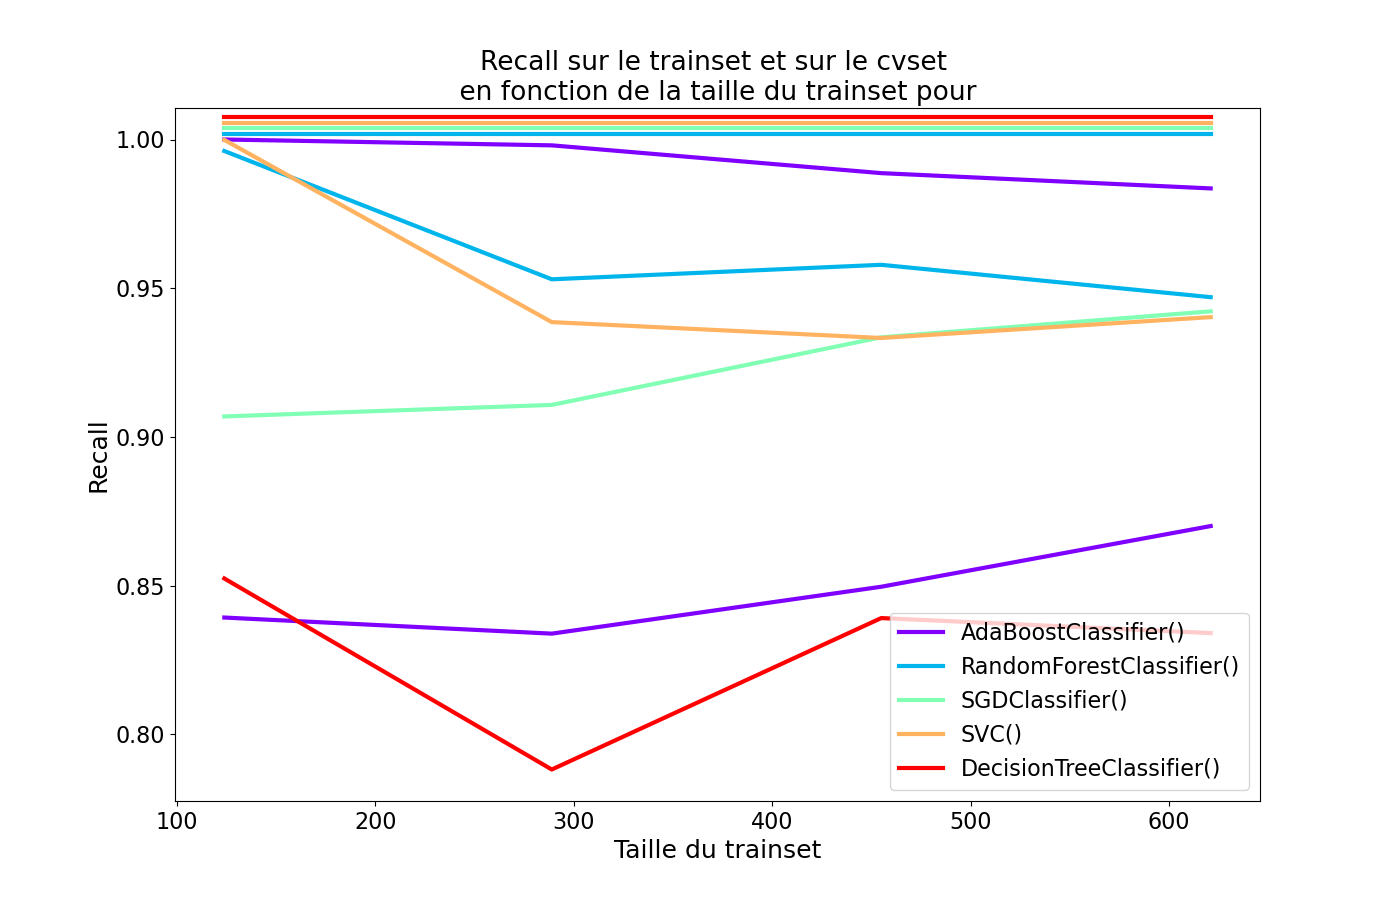 Recall sur le trainset et sur le cvset
en fonction de la taille du trainset pour
1.00
0.95
0.90
0.85
0.80
Recall
100
200
300
400
500
600
Taille du trainset
AdaBoostClassifier()
RandomForestClassifier()
SGDClassifier()
SVC()
DecisionTreeClassifier()